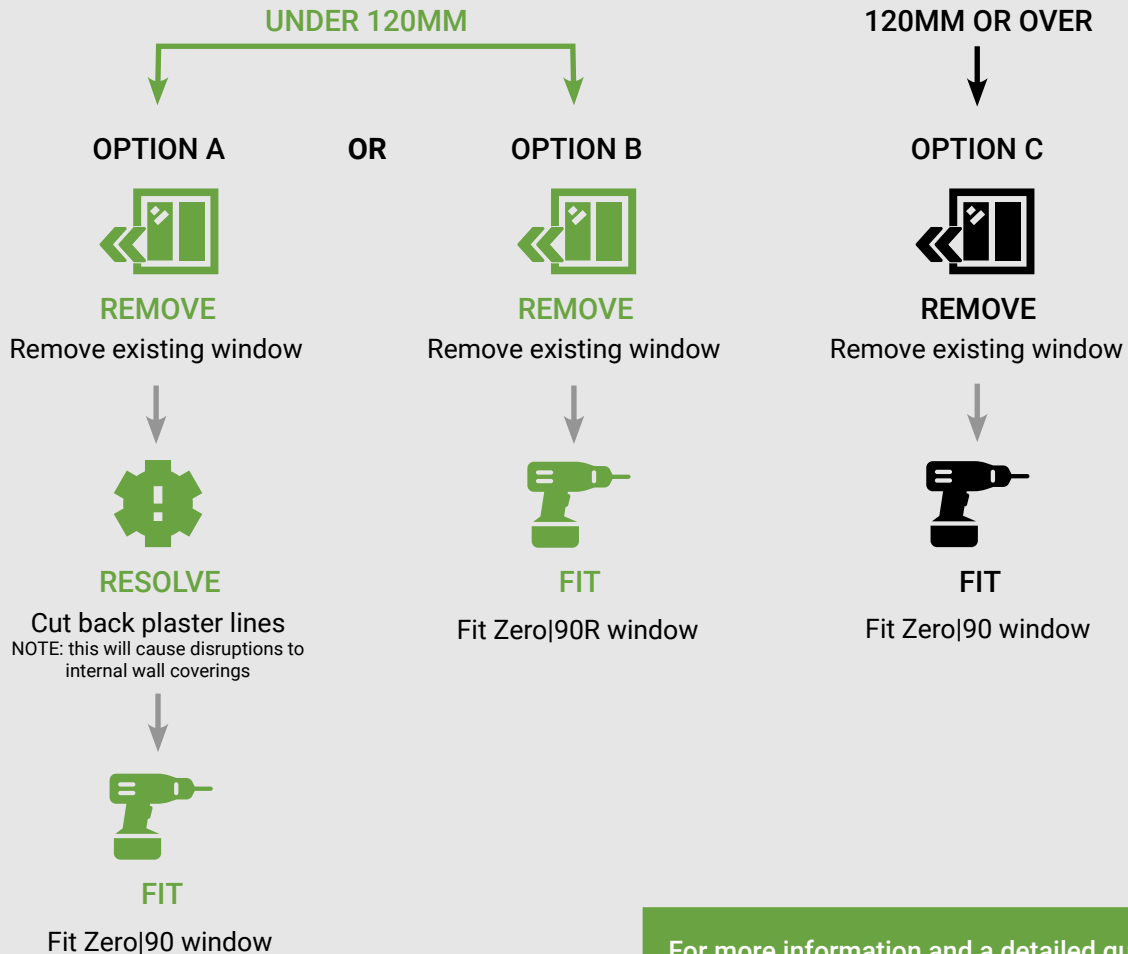 UNDER 120MM
120MM OR OVER
OPTION A
OR
OPTION B
OPTION C
REMOVE
Remove existing window
REMOVE
Remove existing window
REMOVE
Remove existing window
RESOLVE
Cut back plaster lines
NOTE: this will cause disruptions to
internal wall coverings
FIT
Fit Zero|90R window
FIT
Fit Zero|90 window
FIT
Fit Zero|90 window
For more information and a detailed